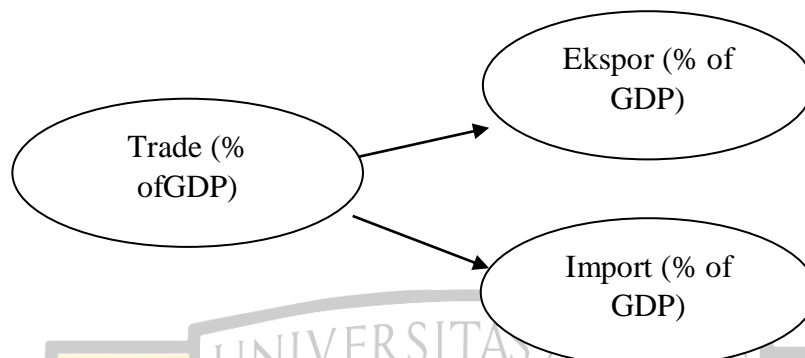 Ekspor (% of
GDP)
Trade (%
ofGDP)
Import (% of
GDP)
UNIVERSITAS